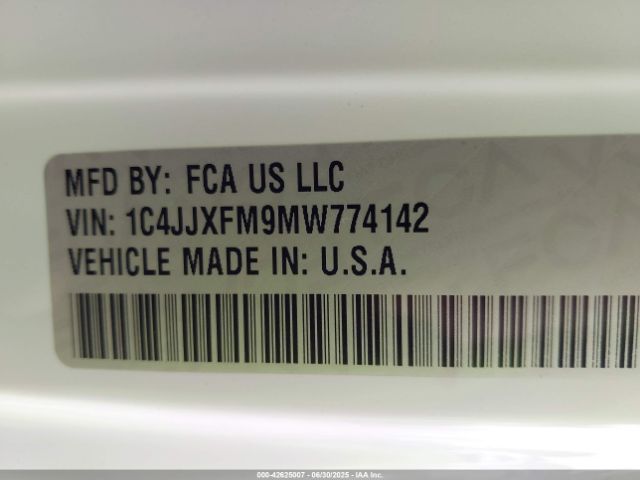 MFD BY: FCA US LLC
VIN: 1C4JJXFM9MW774142
VEHICLE MADE IN: U.S.A.
000-42625007 - 06/30/2025 - IAA Inc.